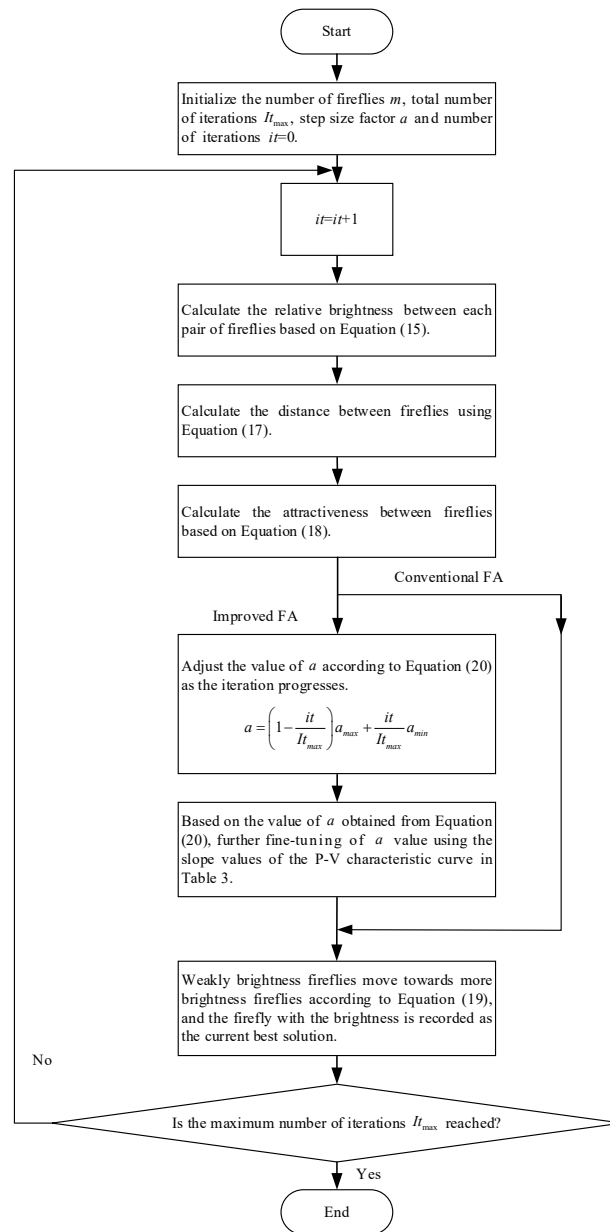 Start
Initialize the number of fireflies m, total number
of iterations It_max, step size factor a and number
of iterations it=0.
it=it+1
Calculate the relative brightness between each
pair of fireflies based on Equation (15).
Calculate the distance between fireflies using
Equation (17).
Calculate the attractiveness between fireflies
based on Equation (18).
Conventional FA
Improved FA
Adjust the value of a according to Equation (20)
as the iteration progresses.
a = (1 − it/It_max) a_max + it/It_max a_min
Based on the value of a obtained from Equation
(20), further fine-tuning of a value using the
slope values of the P-V characteristic curve in
Table 3.
Weakly brightness fireflies move towards more
brightness fireflies according to Equation (19),
and the firefly with the brightness is recorded as
the current best solution.
No
Is the maximum number of iterations It_max reached?
Yes
End